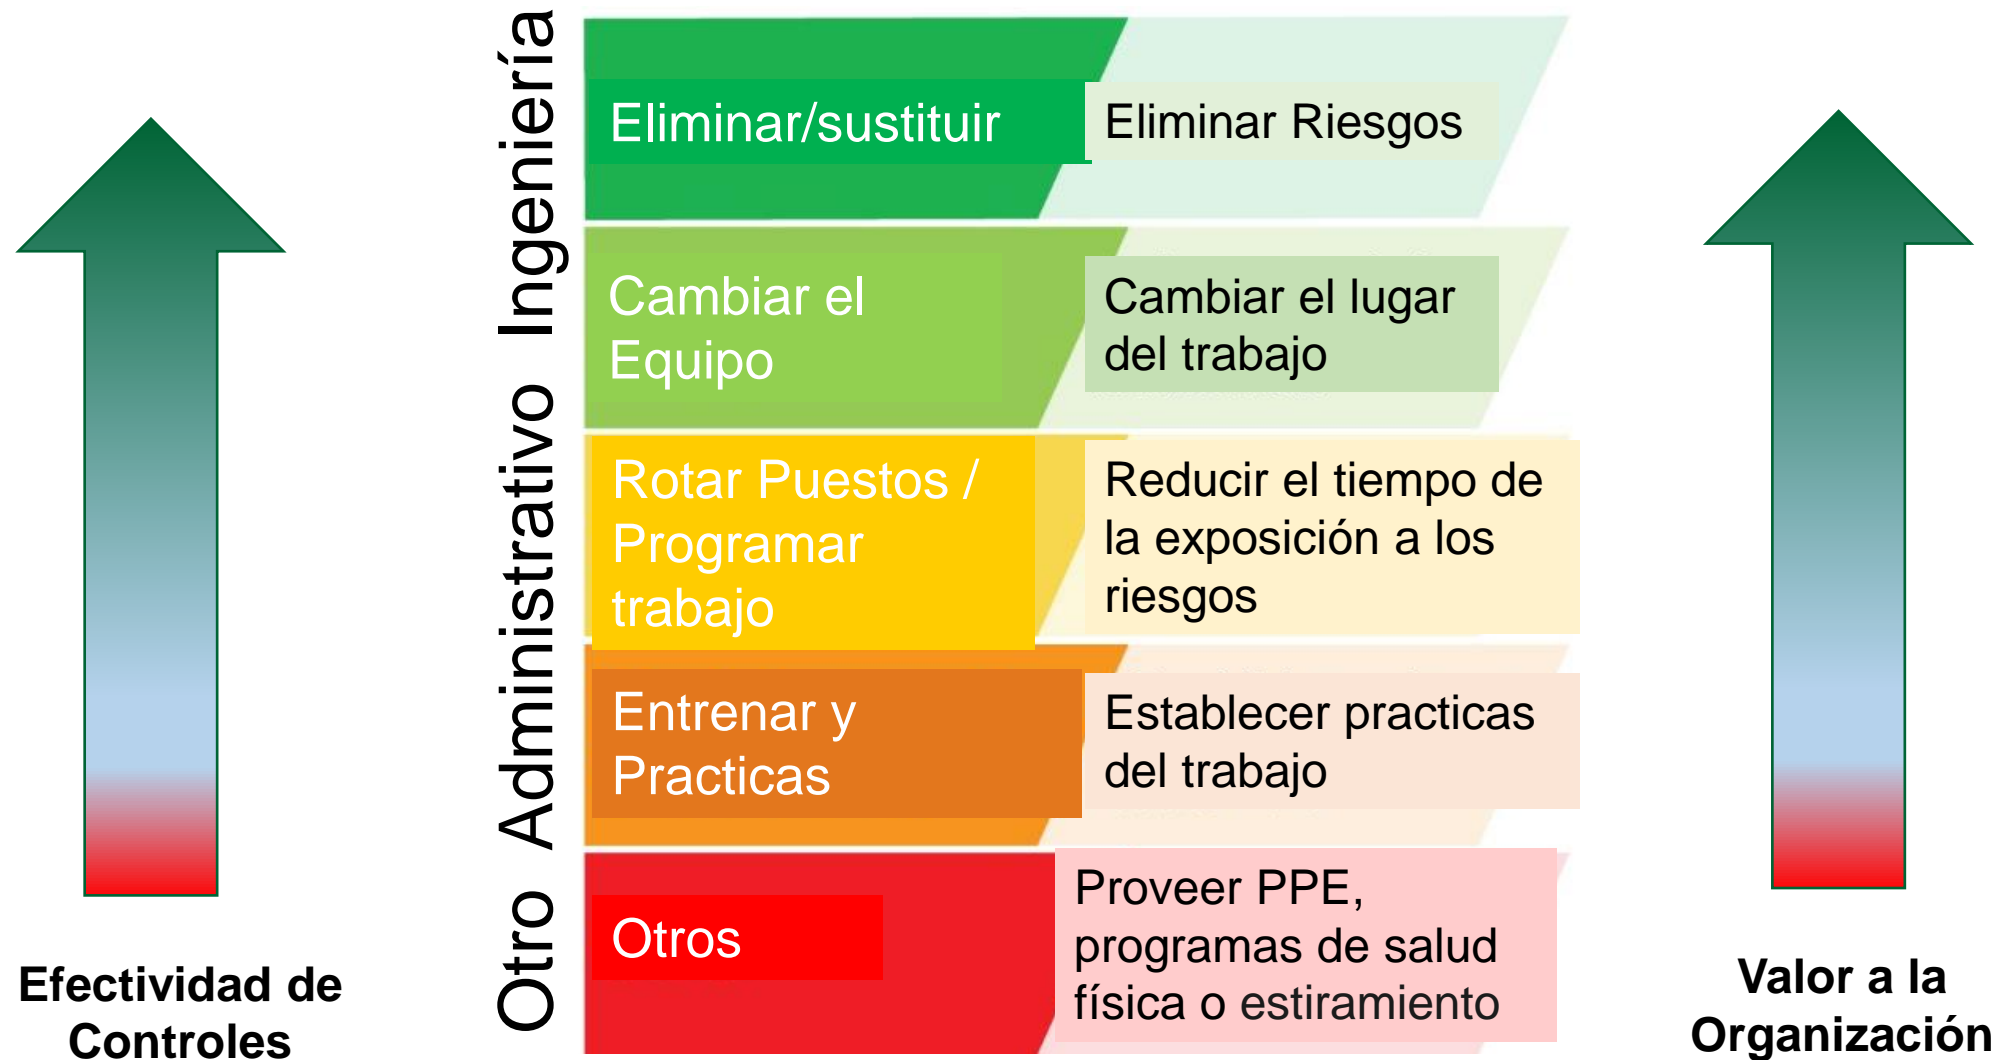 Ingeniería
Administrativo
Otro
Eliminar/sustituir
Eliminar Riesgos
Cambiar el
Equipo
Cambiar el lugar
del trabajo
Rotar Puestos /
Programar
trabajo
Reducir el tiempo de
la exposición a los
riesgos
Entrenar y
Practicas
Establecer practicas
del trabajo
Otros
Proveer PPE,
programas de salud
física o estiramiento
Efectividad de
Controles
Valor a la
Organización